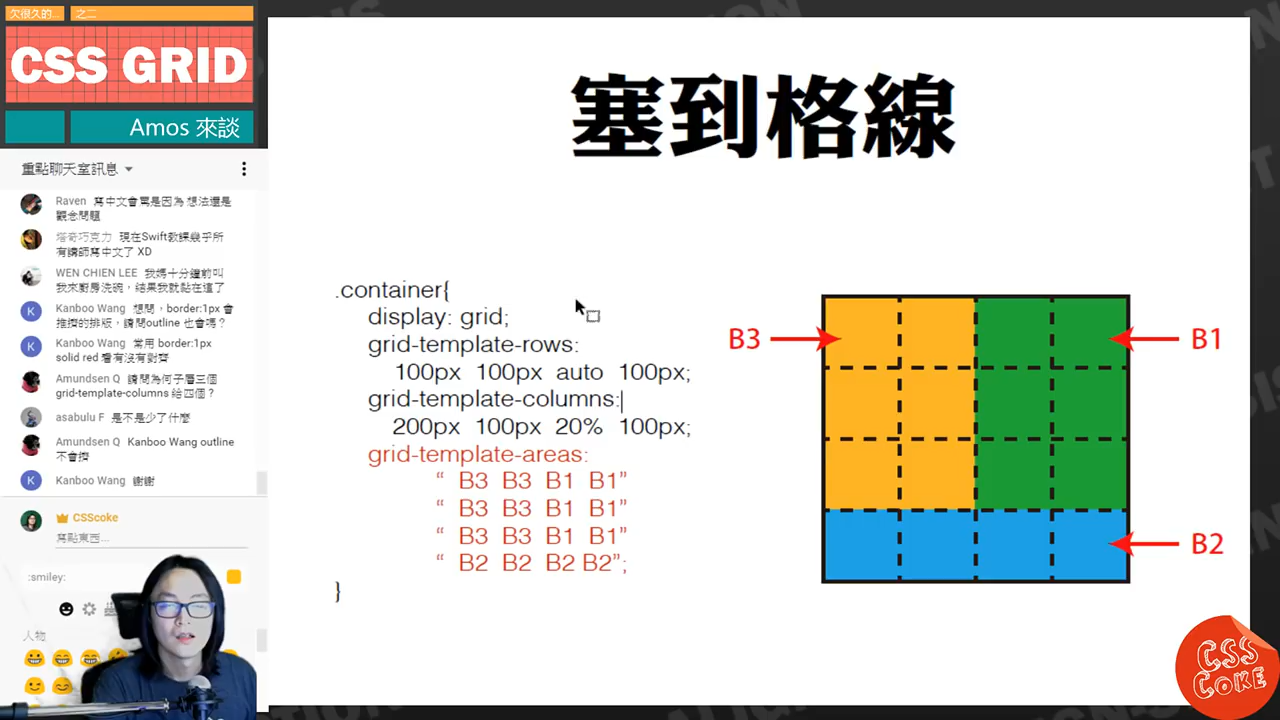 欠很久的...
之二
CSS GRID
Amos 來談
重點聊天室訊息
Raven 寫中文會罵是因為 想法還是
觀念問題
塔奇巧克力 現在Swift教課幾乎所
有講師寫中文了 XD
WEN CHIEN LEE 我媽十分鐘前叫
我來廚房洗碗，結果我就黏在這了
K
Kanboo Wang 想問，border:1px 會
推擠的排版，請問outline 也會嗎？
K
Kanboo Wang 常用 border:1px
solid red 看有沒有對齊
Amundsen Q 請問為何子層三個
grid-template-columns 給四個？
asabulu F 是不是少了什麼
Amundsen Q Kanboo Wang outline
不會擠
K
Kanboo Wang 謝謝
CSScoke
寫點東西...
:smiley:
人物
塞到格線
.container{
display: grid;
grid-template-rows:
100px 100px auto 100px;
grid-template-columns:
200px 100px 20% 100px;
grid-template-areas:
“ B3 B3 B1 B1”
“ B3 B3 B1 B1”
“ B3 B3 B1 B1”
“ B2 B2 B2 B2”;
}
B3
B1
B2
CSS
COKE